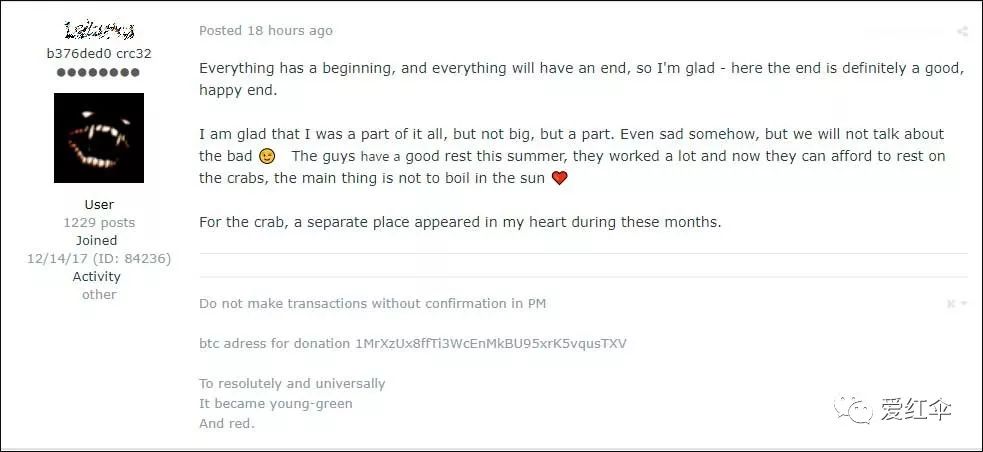 b376ded0 crc32
User
1229 posts
Joined
12/14/17 (ID: 84236)
Activity
other
Posted 18 hours ago
Everything has a beginning, and everything will have an end, so I'm glad - here the end is definitely a good,
happy end.
I am glad that I was a part of it all, but not big, but a part. Even sad somehow, but we will not talk about
the bad 😉 The guys have a good rest this summer, they worked a lot and now they can afford to rest on
the crabs, the main thing is not to boil in the sun ❤️
For the crab, a separate place appeared in my heart during these months.
Do not make transactions without confirmation in PM
btc adress for donation 1MrXzUx8ffTi3WcEnMkBU95xrK5vqusTXV
To resolutely and universally
It became young-green
And red.
爱红伞